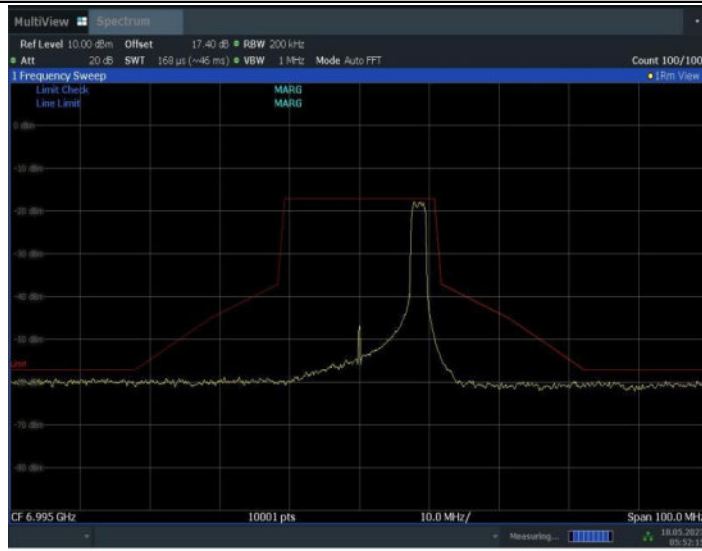 MultiView Spectrum
Ref Level 10.00 dBm Offset 17.40 dB RBW 200 kHz
Att 20 dB SWT 168 µs (~46 ms) VBW 1 MHz Mode Auto FFT Count 100/100
1 Frequency Sweep 1Rm View
Limit Check MARG
Line Limit MARG
0 dBm
-10 dBm
-20 dBm
-30 dBm
-40 dBm
-50 dBm
-60 dBm
-70 dBm
-80 dBm
CF 6.995 GHz 10001 pts 10.0 MHz/ Span 100.0 MHz
Measuring... 18.05.2023